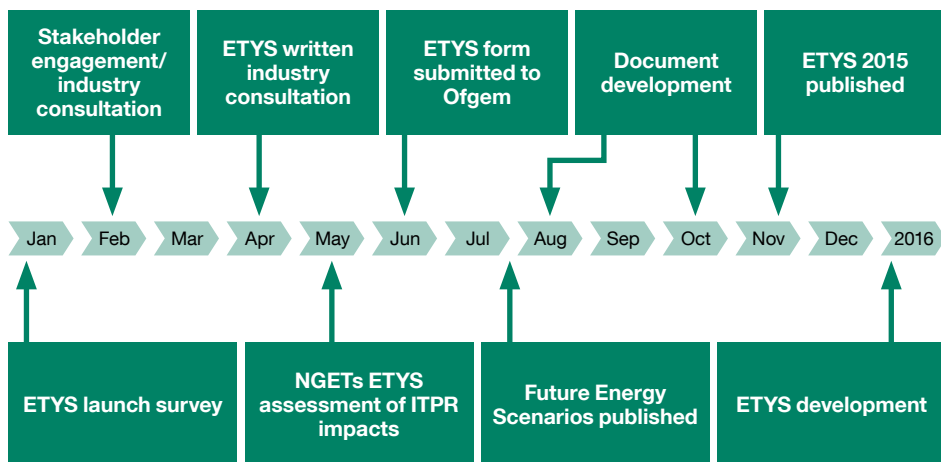 Stakeholder
engagement/
industry
consultation
ETYS written
industry
consultation
ETYS form
submitted to
Ofgem
Document
development
ETYS 2015
published
Jan Feb Mar Apr May Jun Jul Aug Sep Oct Nov Dec 2016
ETYS launch survey
NGETs ETYS
assessment of ITPR
impacts
Future Energy
Scenarios published
ETYS development